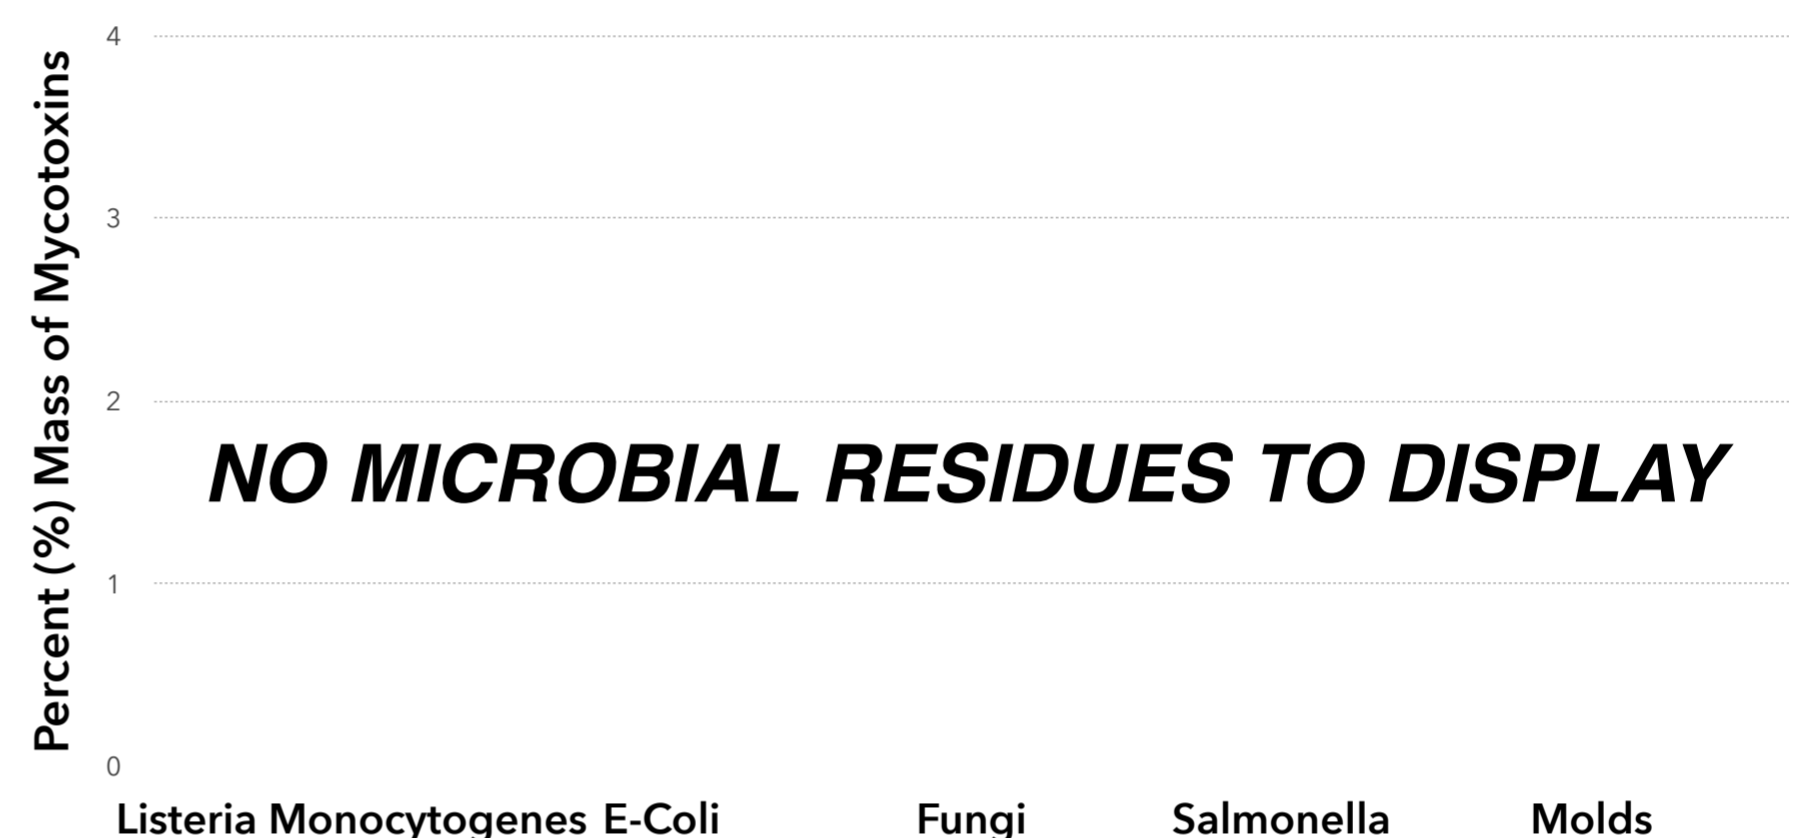 Percent (%) Mass of Mycotoxins
4
3
2
NO MICROBIAL RESIDUES TO DISPLAY
1
0
Listeria Monocytogenes E-Coli Fungi Salmonella Molds